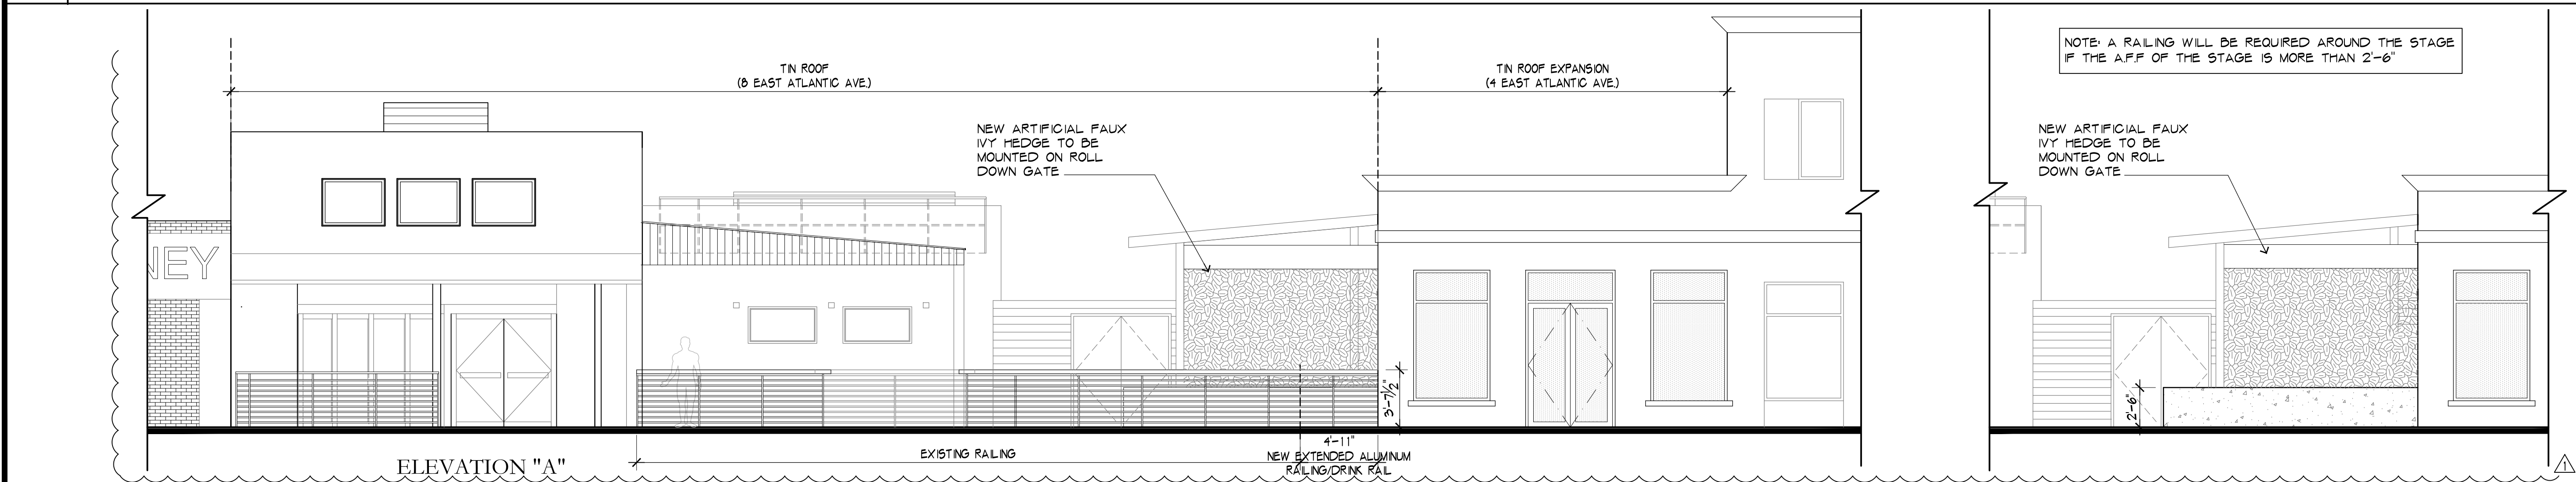 TIN ROOF
(8 EAST ATLANTIC AVE.)
TIN ROOF EXPANSION
(4 EAST ATLANTIC AVE.)
NOTE: A RAILING WILL BE REQUIRED AROUND THE STAGE
IF THE A.F.F OF THE STAGE IS MORE THAN 2'-6"
NEW ARTIFICIAL FAUX
IVY HEDGE TO BE
MOUNTED ON ROLL
DOWN GATE
NEW ARTIFICIAL FAUX
IVY HEDGE TO BE
MOUNTED ON ROLL
DOWN GATE
NEY
3'-7/2"
2'-6"
4'-11"
EXISTING RAILING
NEW EXTENDED ALUMINUM
RAILING/DRINK RAIL
ELEVATION "A"
1